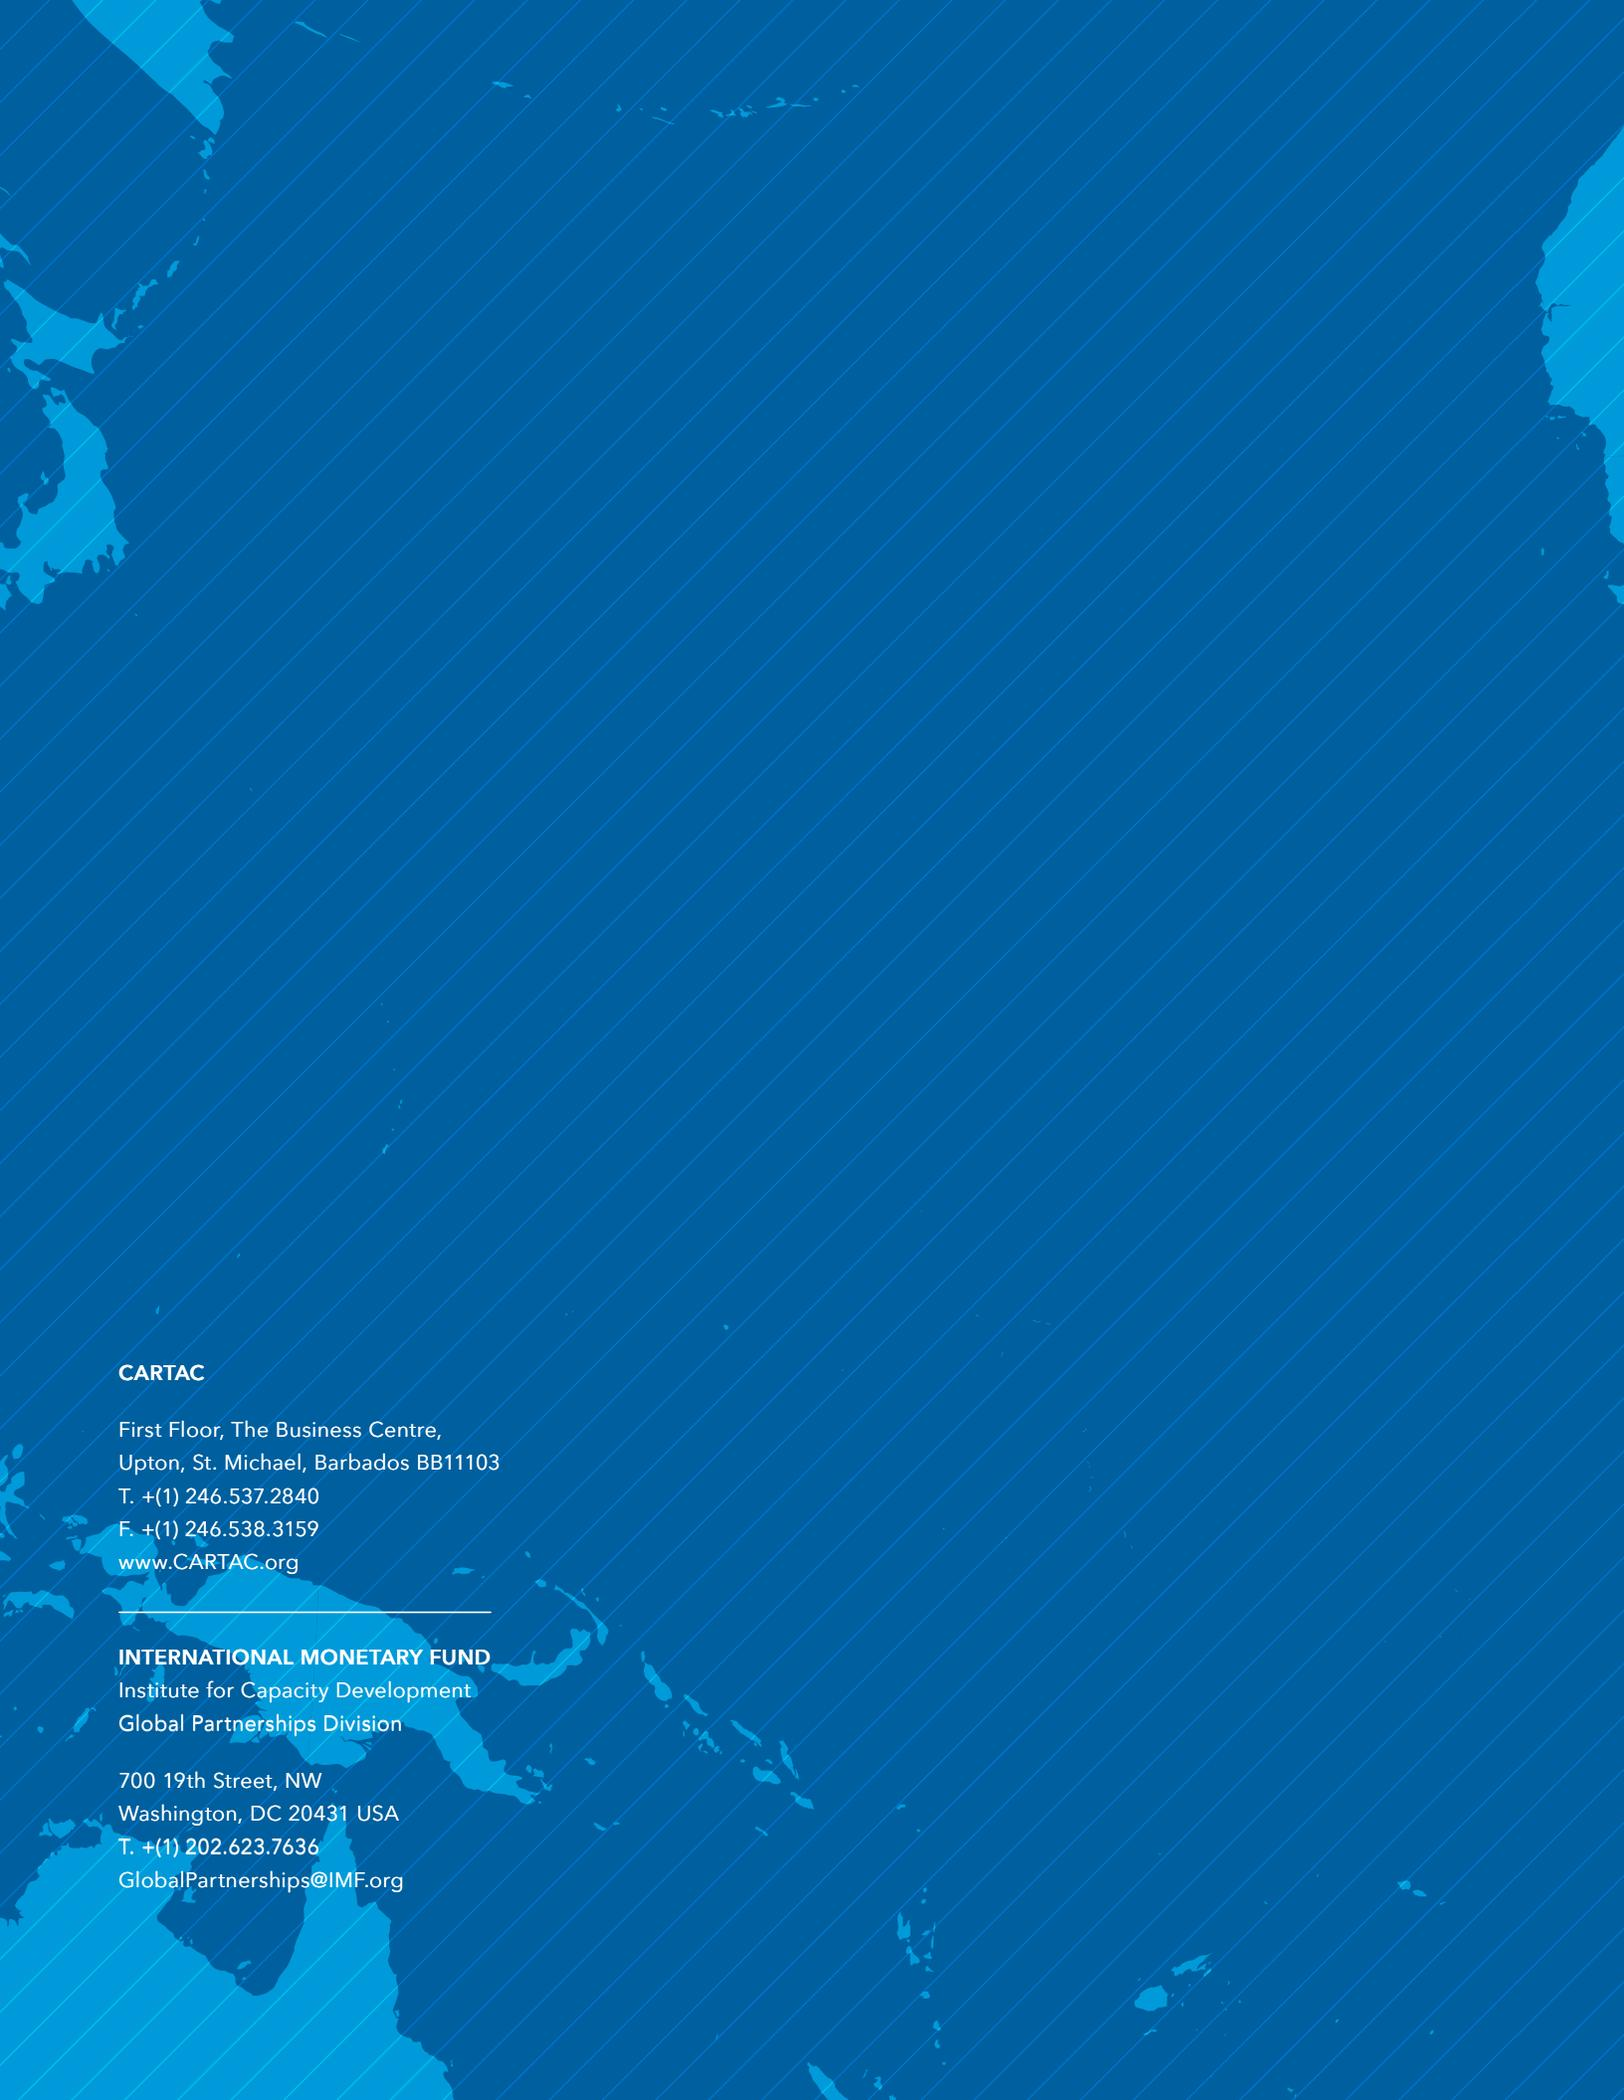 CARTAC
First Floor, The Business Centre,
Upton, St. Michael, Barbados BB11103
T. +(1) 246.537.2840
F. +(1) 246.538.3159
www.CARTAC.org
INTERNATIONAL MONETARY FUND
Institute for Capacity Development
Global Partnerships Division
700 19th Street, NW
Washington, DC 20431 USA
T. +(1) 202.623.7636
GlobalPartnerships@IMF.org